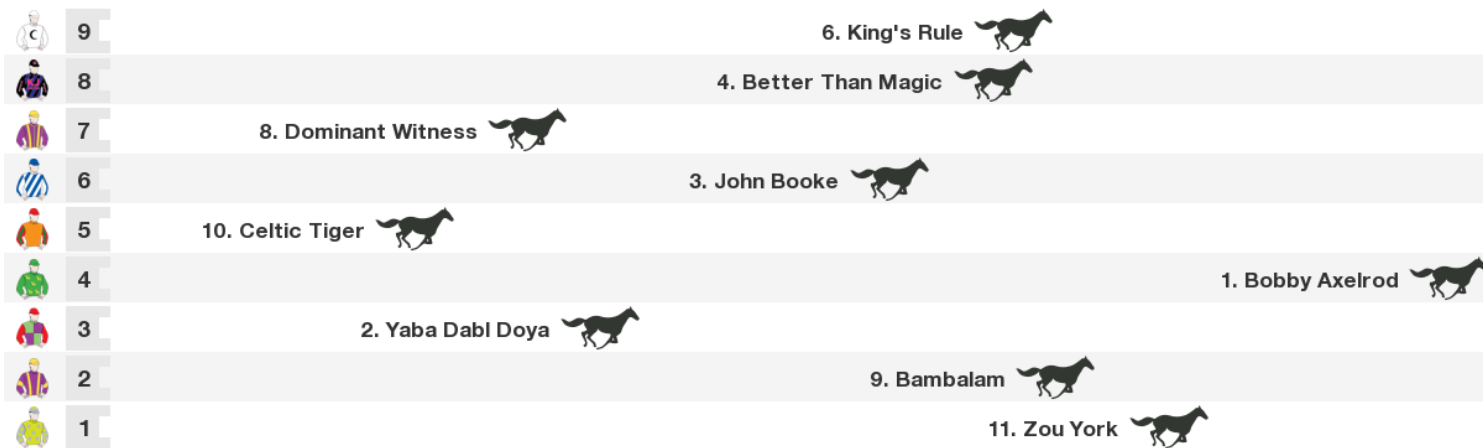 9 6. King's Rule
8 4. Better Than Magic
7 8. Dominant Witness
6 3. John Booke
5 10. Celtic Tiger
4 1. Bobby Axelrod
3 2. Yaba Dabl Doya
2 9. Bambalam
1 11. Zou York